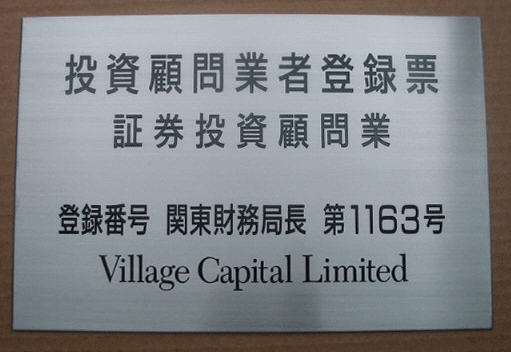 投資顧問業者登録票
証券投資顧問業
登録番号 関東財務局長 第1163号
Village Capital Limited